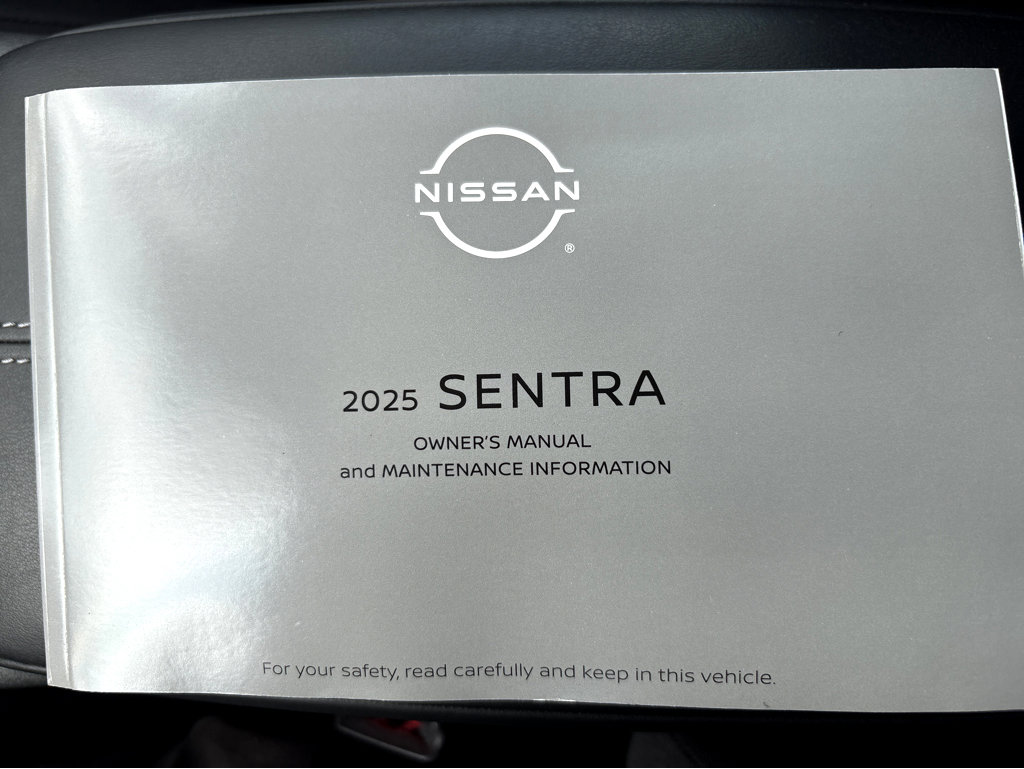 NISSAN
®
2025 SENTRA
OWNER'S MANUAL
and MAINTENANCE INFORMATION
For your safety, read carefully and keep in this vehicle.